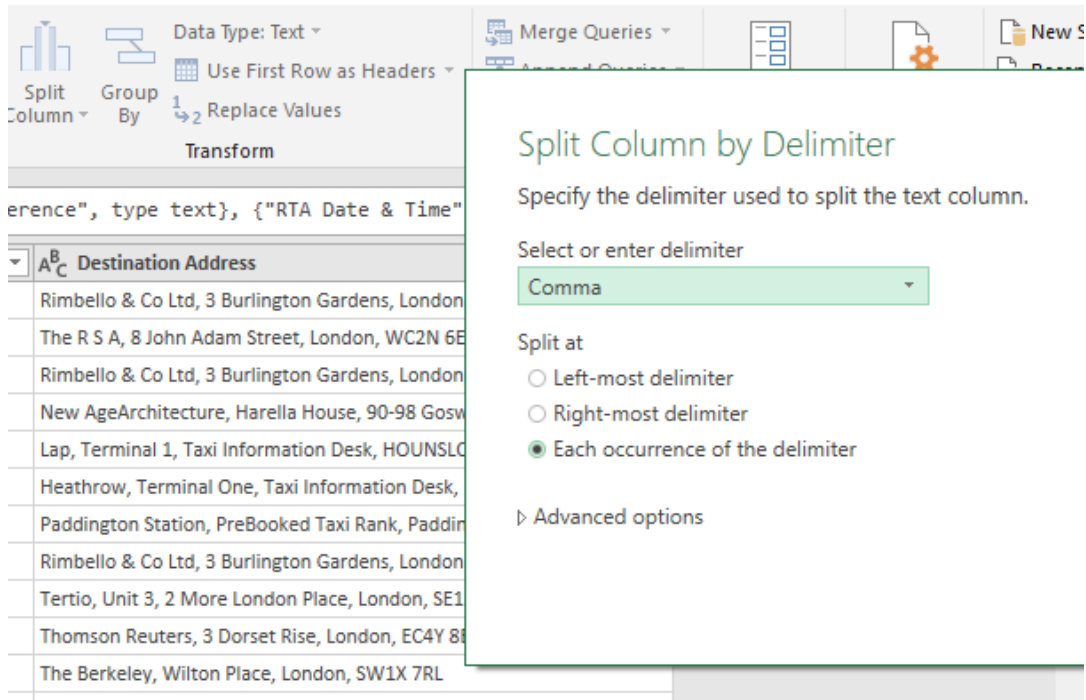 Data Type: Text
Merge Queries
New S
Use First Row as Headers
Append Queries
Split Column
Group By
1 2 Replace Values
Transform
erence", type text}, {"RTA Date & Time"
ABC Destination Address
Rimbello & Co Ltd, 3 Burlington Gardens, London
The R S A, 8 John Adam Street, London, WC2N 6E
Rimbello & Co Ltd, 3 Burlington Gardens, London
New AgeArchitecture, Harella House, 90-98 Gosw
Lap, Terminal 1, Taxi Information Desk, HOUNSLO
Heathrow, Terminal One, Taxi Information Desk,
Paddington Station, PreBooked Taxi Rank, Paddin
Rimbello & Co Ltd, 3 Burlington Gardens, London
Tertio, Unit 3, 2 More London Place, London, SE1
Thomson Reuters, 3 Dorset Rise, London, EC4Y 8E
The Berkeley, Wilton Place, London, SW1X 7RL
Split Column by Delimiter
Specify the delimiter used to split the text column.
Select or enter delimiter
Comma
Split at
Left-most delimiter
Right-most delimiter
Each occurrence of the delimiter
Advanced options